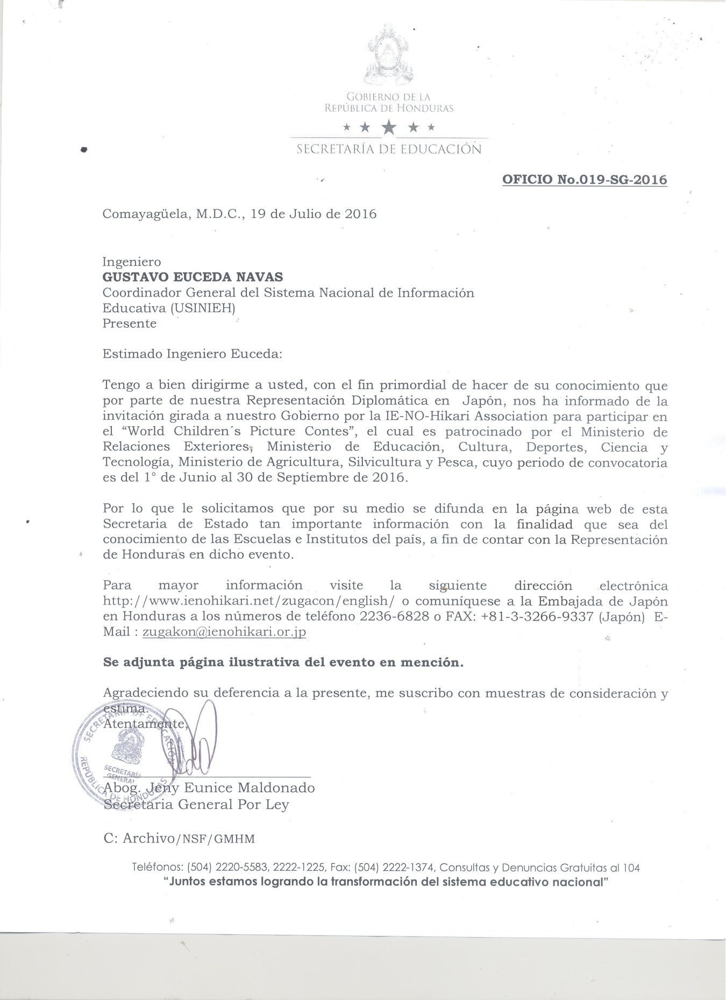 GOBIERNO DE LA
REPÚBLICA DE HONDURAS
SECRETARÍA DE EDUCACIÓN
OFICIO No.019-SG-2016
Comayagüela, M.D.C., 19 de Julio de 2016
Ingeniero
GUSTAVO EUCEDA NAVAS
Coordinador General del Sistema Nacional de Información
Educativa (USINIEH)
Presente
Estimado Ingeniero Euceda:
Tengo a bien dirigirme a usted, con el fin primordial de hacer de su conocimiento que
por parte de nuestra Representación Diplomática en Japón, nos ha informado de la
invitación girada a nuestro Gobierno por la IE-NO-Hikari Association para participar en
el “World Children´s Picture Contes”, el cual es patrocinado por el Ministerio de
Relaciones Exteriores, Ministerio de Educación, Cultura, Deportes, Ciencia y
Tecnología, Ministerio de Agricultura, Silvicultura y Pesca, cuyo periodo de convocatoria
es del 1° de Junio al 30 de Septiembre de 2016.
Por lo que le solicitamos que por su medio se difunda en la página web de esta
Secretaria de Estado tan importante información con la finalidad que sea del
conocimiento de las Escuelas e Institutos del país, a fin de contar con la Representación
de Honduras en dicho evento.
Para mayor información visite la siguiente dirección electrónica
http://www.ienohikari.net/zugacon/english/ o comuníquese a la Embajada de Japón
en Honduras a los números de teléfono 2236-6828 o FAX: +81-3-3266-9337 (Japón) E-
Mail : zugakon@ienohikari.or.jp
Se adjunta página ilustrativa del evento en mención.
Agradeciendo su deferencia a la presente, me suscribo con muestras de consideración y
estima.
Atentamente,
SECRETARÍA DE EDUCACIÓN
SECRETARÍA
GENERAL
REPÚBLICA DE HONDURAS
Abog. Jeny Eunice Maldonado
Secretaria General Por Ley
C: Archivo/NSF/GMHM
Teléfonos: (504) 2220-5583, 2222-1225, Fax: (504) 2222-1374, Consultas y Denuncias Gratuitas al 104
“Juntos estamos logrando la transformación del sistema educativo nacional”